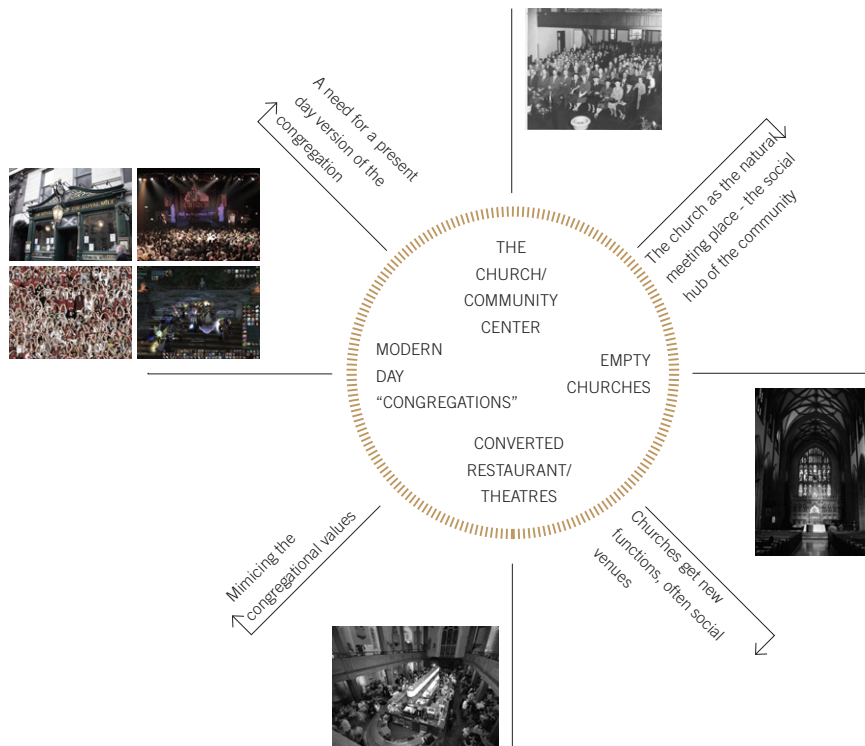 A need for a present
day version of the
congregation
The church as the natural
meeting place - the social
hub of the community
THE
CHURCH/
COMMUNITY
CENTER
MODERN
DAY
“CONGREGATIONS”
EMPTY
CHURCHES
CONVERTED
RESTAURANT/
THEATRES
Mimicing the
congregational values
Churches get new
functions, often social
venues